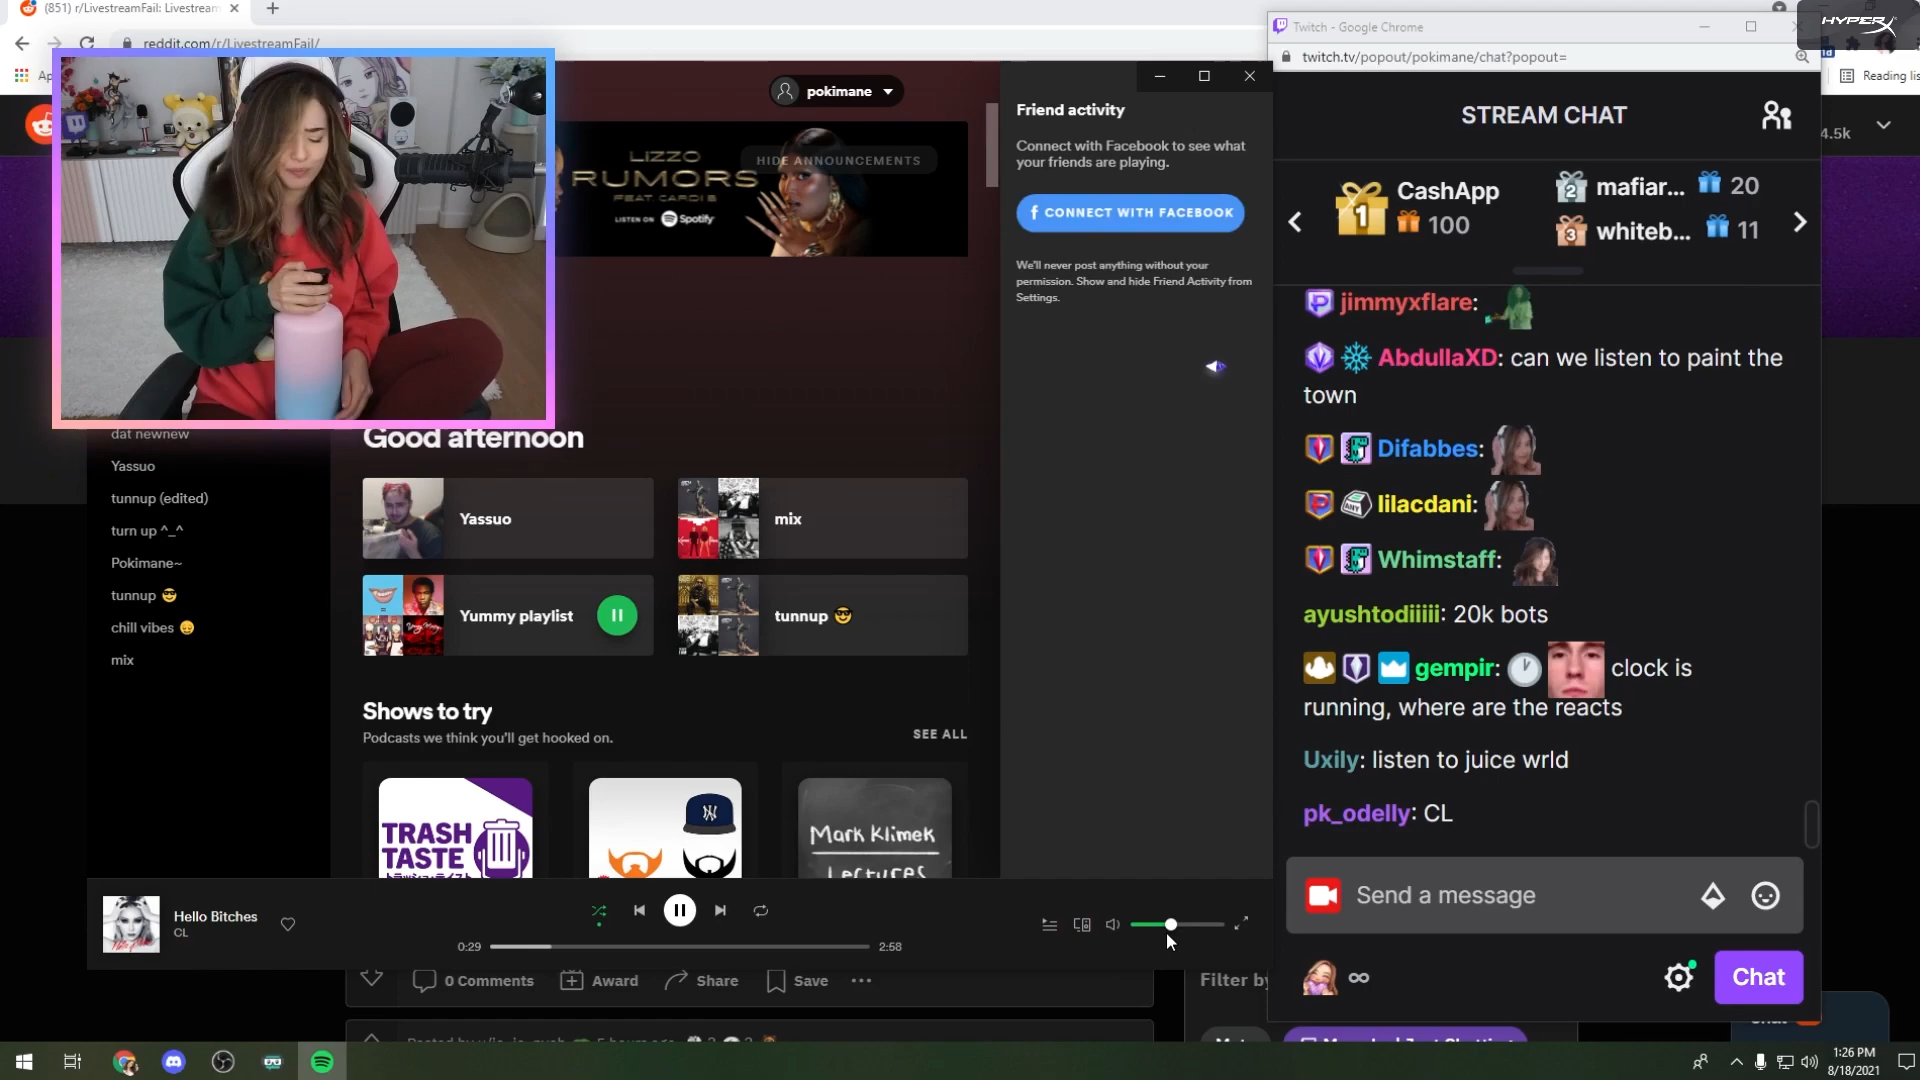 (851) r/LivestreamFail: Livestream
reddit.com/r/LivestreamFail/
Twitch - Google Chrome
HYPERX
twitch.tv/popout/pokimane/chat?popout=
Reading lis
4.5k
pokimane
LIZZO
RUMORS
FEAT. CARDI B
LISTEN ON Spotify
HIDE ANNOUNCEMENTS
Friend activity
Connect with Facebook to see what
your friends are playing.
f CONNECT WITH FACEBOOK
We'll never post anything without your
permission. Show and hide Friend Activity from
Settings.
dat newnew
Yassuo
tunnup (edited)
turn up ^_^
Pokimane~
tunnup 😎
chill vibes 😌
mix
Good afternoon
Yassuo
mix
Yummy playlist
tunnup 😎
Shows to try
Podcasts we think you'll get hooked on.
SEE ALL
TRASH
TASTE
Mark Klimek
Lectures
Hello Bitches
CL
0:29
2:58
0 Comments
Award
Share
Save
Filter by
STREAM CHAT
1
CashApp
100
2
mafiar...
20
3
whiteb...
11
jimmyxflare:
AbdullaXD: can we listen to paint the
town
Difabbes:
lilacdani:
Whimstaff:
ayushtodiiiii: 20k bots
gempir: clock is
running, where are the reacts
Uxily: listen to juice wrld
pk_odelly: CL
Send a message
∞
Chat
1:26 PM
8/18/2021